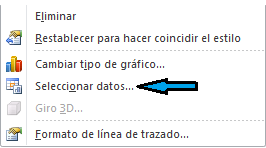 Eliminar
Restablecer para hacer coincidir el estilo
Cambiar tipo de gráfico...
Seleccionar datos...
Giro 3D...
Formato de línea de trazado...